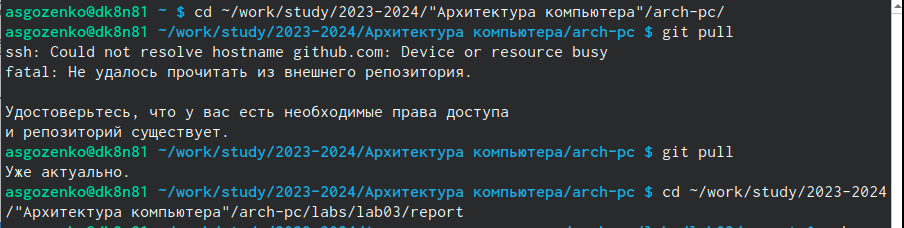 asgozenko@dk8n81 ~ $ cd ~/work/study/2023-2024/"Архитектура компьютера"/arch-pc/
asgozenko@dk8n81 ~/work/study/2023-2024/Архитектура компьютера/arch-pc $ git pull
ssh: Could not resolve hostname github.com: Device or resource busy
fatal: Не удалось прочитать из внешнего репозитория.

Удостоверьтесь, что у вас есть необходимые права доступа
и репозиторий существует.
asgozenko@dk8n81 ~/work/study/2023-2024/Архитектура компьютера/arch-pc $ git pull
Уже актуально.
asgozenko@dk8n81 ~/work/study/2023-2024/Архитектура компьютера/arch-pc $ cd ~/work/study/2023-2024
/"Архитектура компьютера"/arch-pc/labs/lab03/report